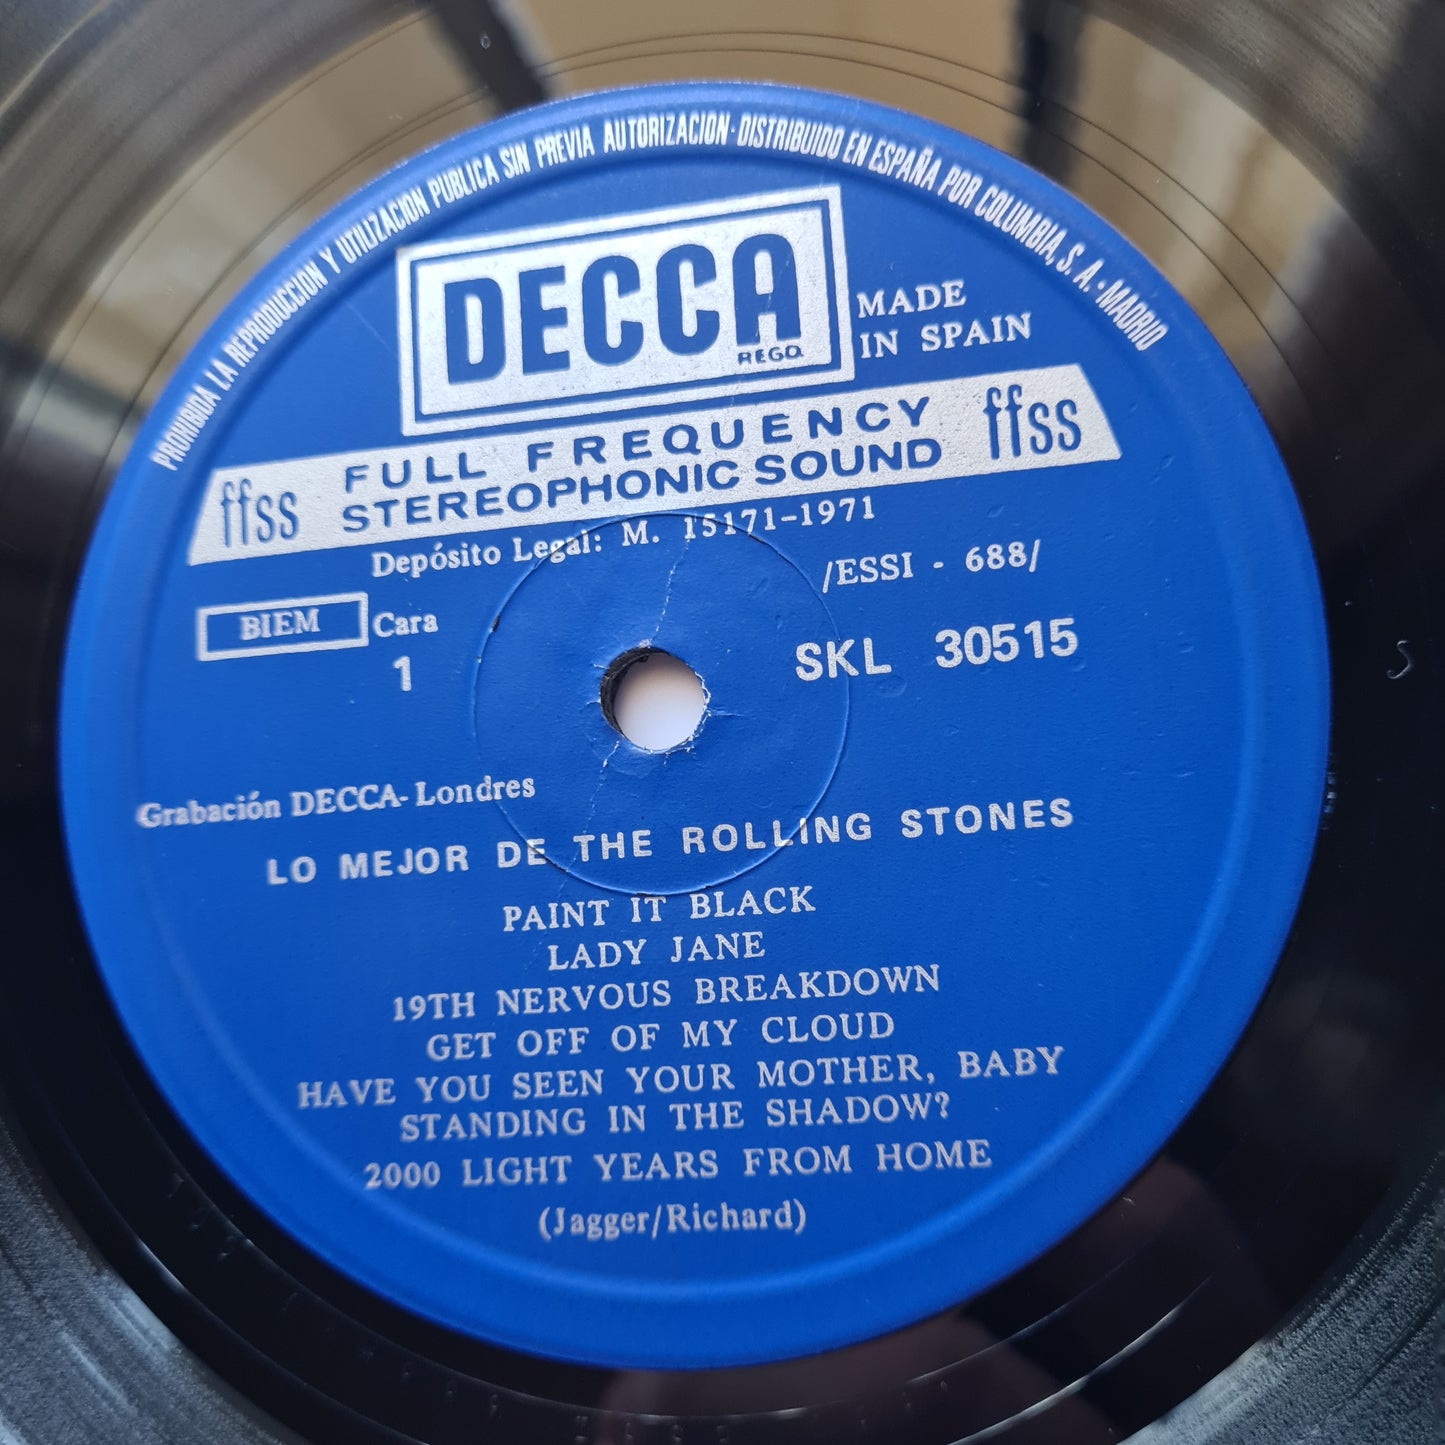 PROHIBIDA LA REPRODUCCION Y UTILIZACION PUBLICA SIN PREVIA AUTORIZACION · DISTRIBUIDO EN ESPAÑA POR COLUMBIA, S. A. · MADRID
DECCA
REGD.
MADE
IN SPAIN
ffss FULL FREQUENCY ffss
STEREOPHONIC SOUND
Depósito Legal: M. 15171-1971
/ESSI - 688/
BIEM Cara
1
SKL 30515
Grabación DECCA-Londres
LO MEJOR DE THE ROLLING STONES
PAINT IT BLACK
LADY JANE
19TH NERVOUS BREAKDOWN
GET OFF OF MY CLOUD
HAVE YOU SEEN YOUR MOTHER, BABY
STANDING IN THE SHADOW?
2000 LIGHT YEARS FROM HOME
(Jagger/Richard)